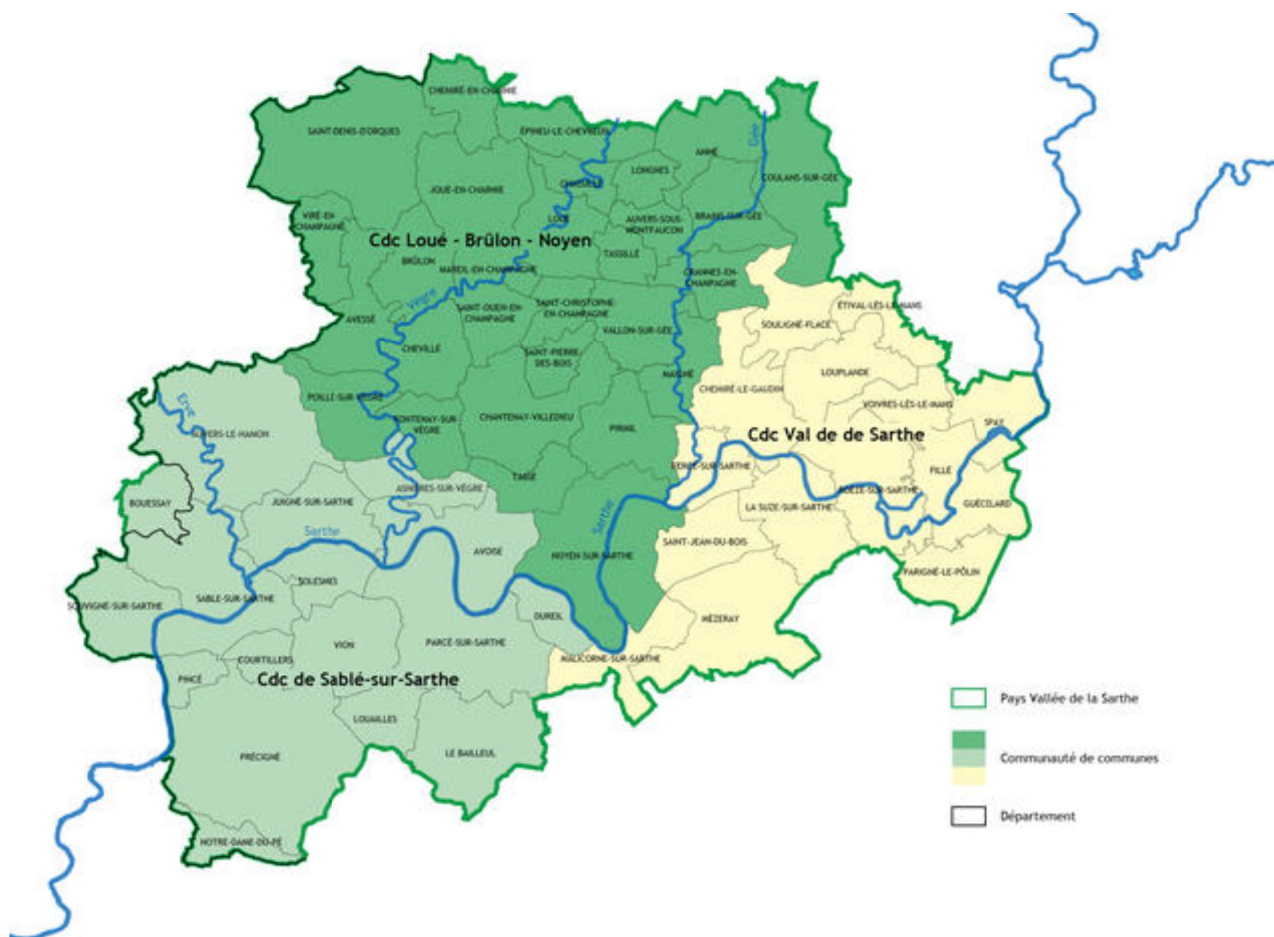 CHEMIRÉ-EN-CHARNIE
SAINT-DENIS-D'ORQUES
ÉPINEU-LE-CHEVREUIL
Gée
AMNÉ
LONGNES
COULANS-SUR-GÉE
CHASSILLÉ
JOUÉ-EN-CHARNIE
VIRÉ-EN-
CHAMPAGNE
LOUÉ
AUVERS-SOUS-
MONTFAUCON
BRAINS-SUR-GÉE
Cdc Loué - Brûlon - Noyen
BRÛLON
MAREIL-EN-CHAMPAGNE
TASSILLÉ
CRANNES-EN-
CHAMPAGNE
Vègre
AVESSÉ
SAINT-OUEN-EN-
CHAMPAGNE
SAINT-CHRISTOPHE-
EN-CHAMPAGNE
VALLON-SUR-GÉE
ÉTIVAL-LÈS-LE-MANS
SOULIGNÉ-FLACÉ
CHEVILLÉ
SAINT-PIERRE-
DES-BOIS
MAIGNÉ
LOUPLANDE
CHEMIRÉ-LE-GAUDIN
POILLÉ-SUR-VÈGRE
VOIVRES-LÈS-LE-MANS
Erve
FONTENAY-SUR-
VÈGRE
CHANTENAY-VILLEDIEU
PIRMIL
SPAY
AUVERS-LE-HAMON
Cdc Val de de Sarthe
FERCÉ-SUR-SARTHE
FILLÉ
TASSÉ
BOUESSAY
JUIGNÉ-SUR-SARTHE
ASNIÈRES-SUR-VÈGRE
ROËZÉ-SUR-SARTHE
GUÉCÉLARD
LA SUZE-SUR-SARTHE
Sarthe
Sarthe
SAINT-JEAN-DU-BOIS
AVOISE
NOYEN-SUR-SARTHE
PARIGNÉ-LE-PÔLIN
SOLESMES
SOUVIGNÉ-SUR-SARTHE
SABLÉ-SUR-SARTHE
DUREIL
MÉZERAY
VION
PARCÉ-SUR-SARTHE
COURTILLERS
MALICORNE-SUR-SARTHE
PINCÉ
Cdc de Sablé-sur-Sarthe
LOUAILLES
PRÉCIGNÉ
LE BAILLEUL
NOTRE-DAME-DU-PÉ
Pays Vallée de la Sarthe
Communauté de communes
Département